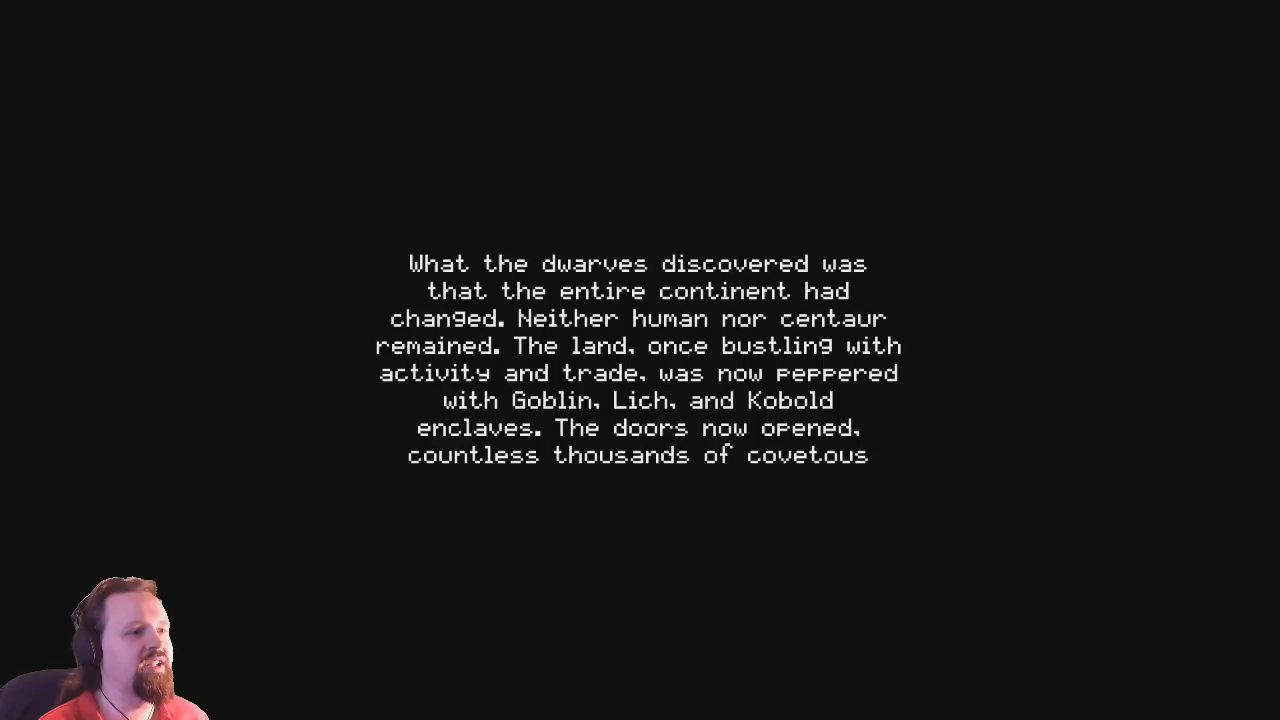 What the dwarves discovered was
that the entire continent had
changed. Neither human nor centaur
remained. The land, once bustling with
activity and trade, was now peppered
with Goblin, Lich, and Kobold
enclaves. The doors now opened,
countless thousands of covetous